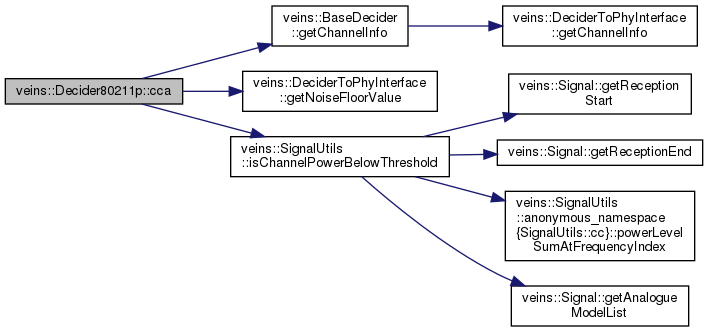 veins::Decider80211p::cca
veins::BaseDecider
::getChannelInfo
veins::DeciderToPhyInterface
::getChannelInfo
veins::DeciderToPhyInterface
::getNoiseFloorValue
veins::SignalUtils
::isChannelPowerBelowThreshold
veins::Signal::getReception
Start
veins::Signal::getReceptionEnd
veins::SignalUtils
::anonymous_namespace
{SignalUtils::cc}::powerLevel
SumAtFrequencyIndex
veins::Signal::getAnalogue
ModelList